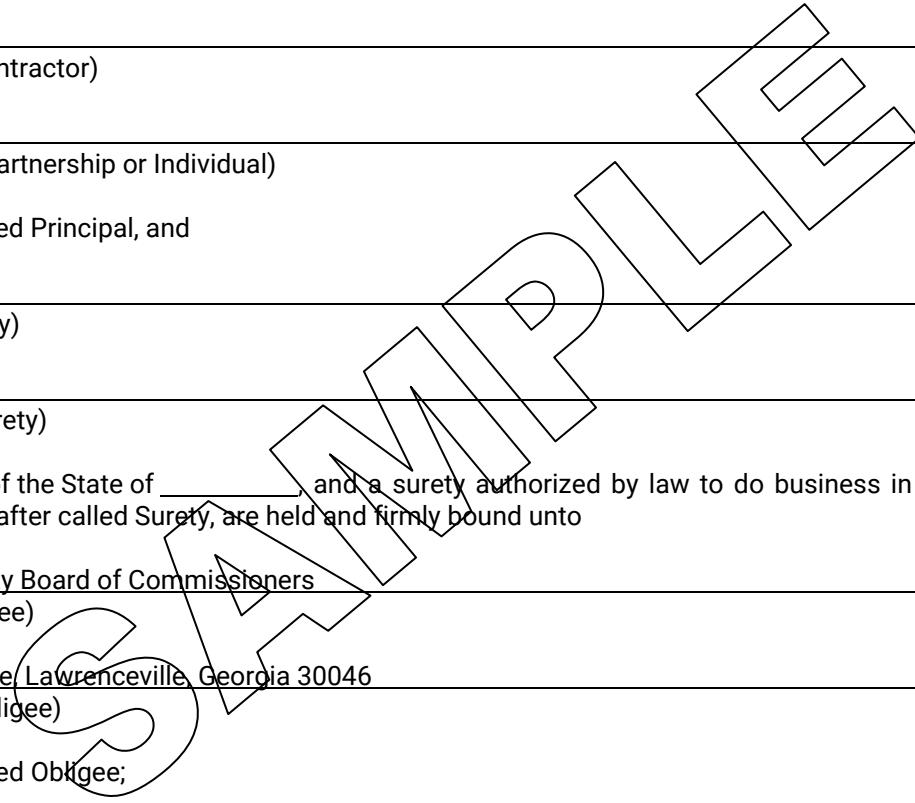 ntractor)
artnership or Individual)
ed Principal, and
y)
rety)
of the State of __________, and a surety authorized by law to do business in
after called Surety, are held and firmly bound unto
y Board of Commissioners
ee)
e, Lawrenceville, Georgia 30046
ligee)
ed Obligee;
SAMPLE